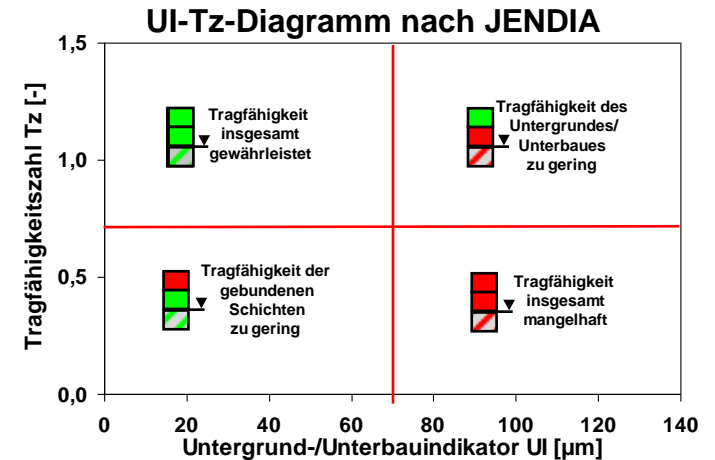 UI-Tz-Diagramm nach JENDIA
Tragfähigkeitszahl Tz [-]
1,5
1,0
0,5
0,0
Tragfähigkeit
insgesamt
gewährleistet
Tragfähigkeit des
Untergrundes/
Unterbaues
zu gering
Tragfähigkeit der
gebundenen
Schichten
zu gering
Tragfähigkeit
insgesamt
mangelhaft
0 20 40 60 80 100 120 140
Untergrund-/Unterbauindikator UI [µm]